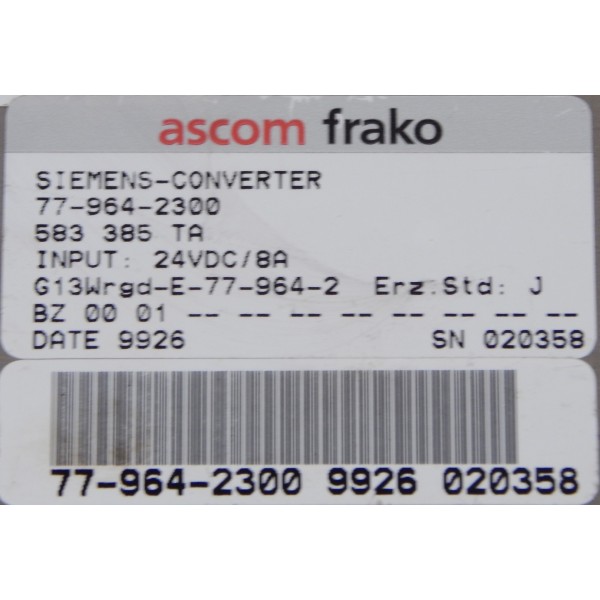 ascom frako
SIEMENS-CONVERTER
77-964-2300
583 385 TA
INPUT: 24VDC/8A
G13Wrgd-E-77-964-2 Erz.Std: J
BZ 00 01 -- -- -- -- -- -- -- --
DATE 9926 SN 020358
77-964-2300 9926 020358